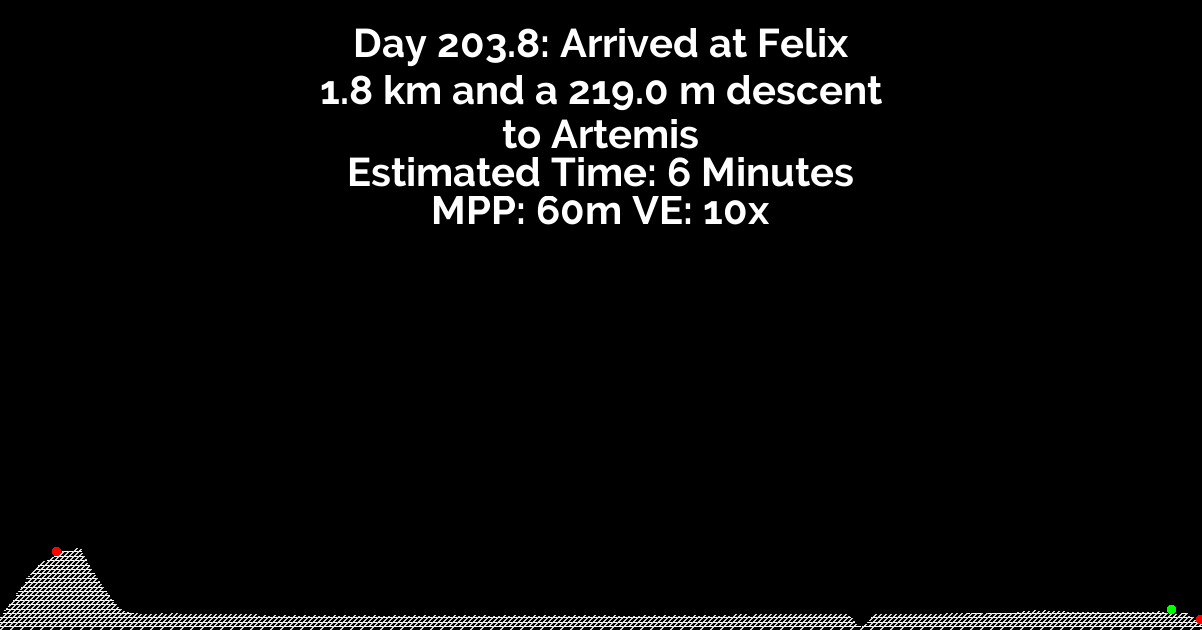 Day 203.8: Arrived at Felix
1.8 km and a 219.0 m descent
to Artemis
Estimated Time: 6 Minutes
MPP: 60m VE: 10x